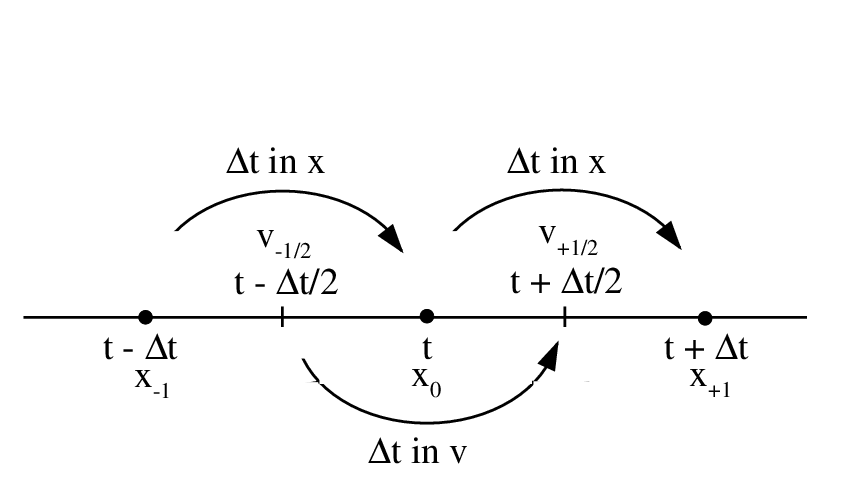 Δt in x
Δt in x
v-1/2
v+1/2
t - Δt/2
t + Δt/2
t - Δt
t
t + Δt
x-1
x0
x+1
Δt in v